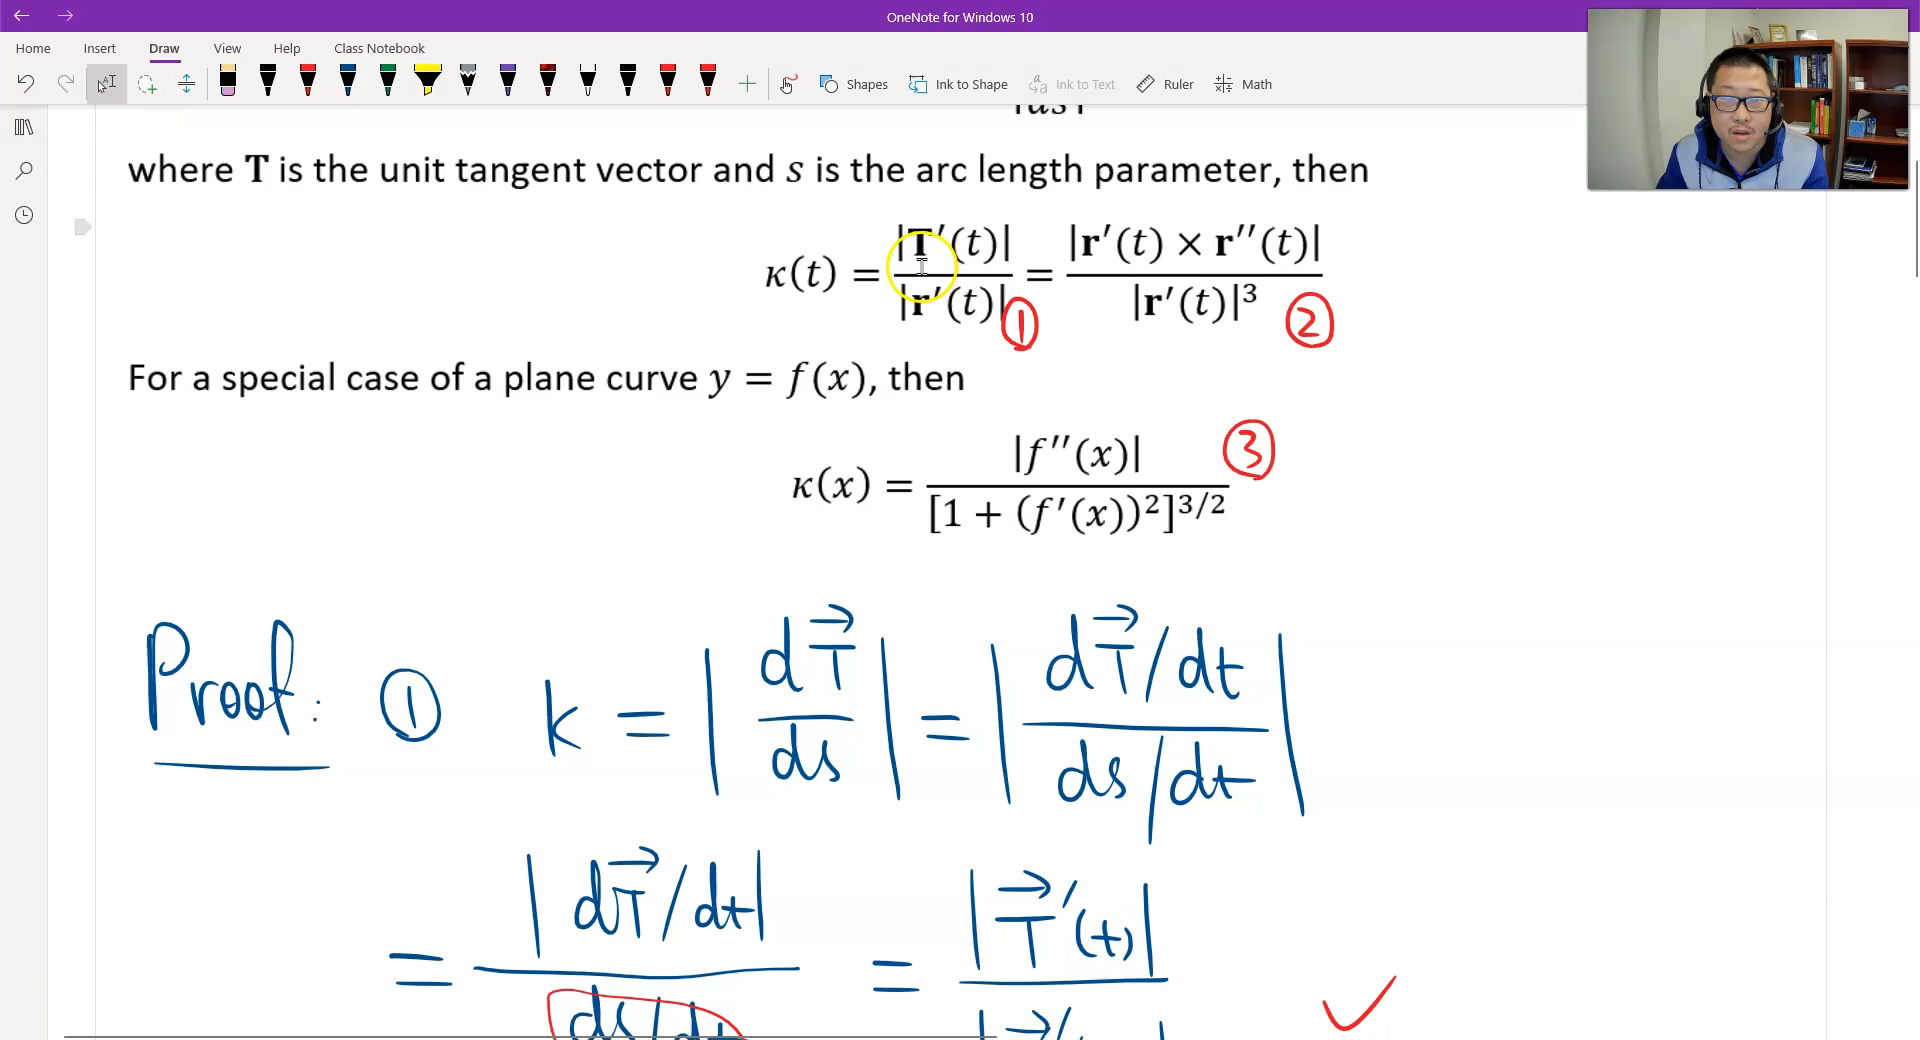 OneNote for Windows 10
Home Insert Draw View Help Class Notebook
Shapes Ink to Shape Ink to Text Ruler Math
where T is the unit tangent vector and s is the arc length parameter, then
κ(t) = |T′(t)| / |r′(t)| ① = |r′(t) × r′′(t)| / |r′(t)|³ ②
For a special case of a plane curve y = f(x), then
κ(x) = |f′′(x)| / [1 + (f′(x))²]^{3/2} ③
Proof: ① k = |dT⃗/ds| = |(dT⃗/dt)/(ds/dt)|
= |dT⃗/dt| / (ds/dt) = |T⃗′(t)|